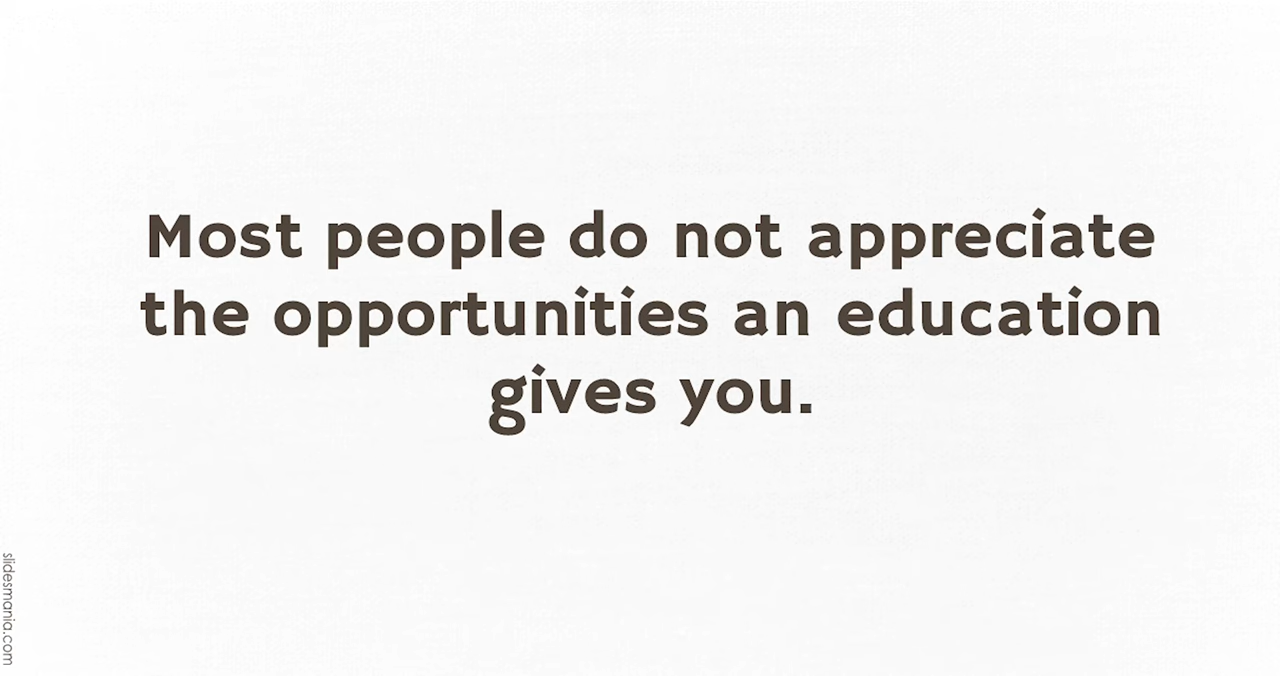 Most people do not appreciate
the opportunities an education
gives you.
slidesmania.com